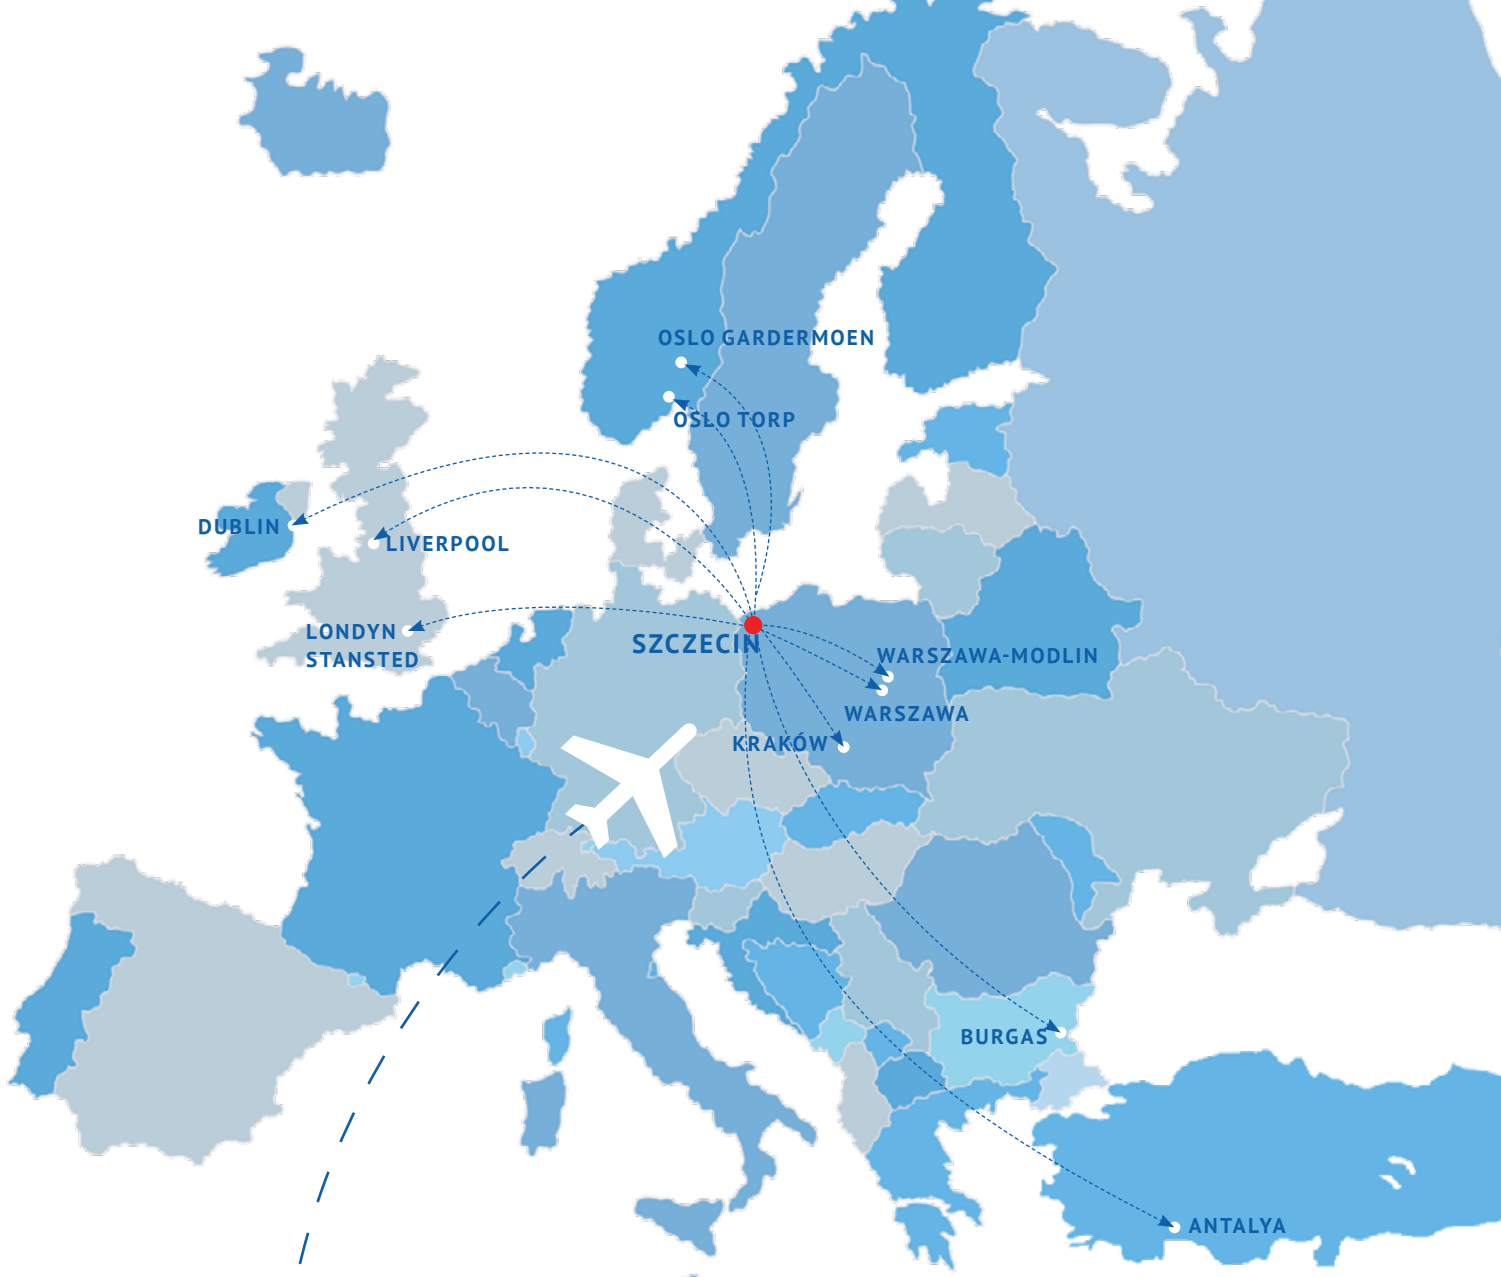 OSLO GARDERMOEN
OSLO TORP
DUBLIN
LIVERPOOL
LONDYN
STANSTED
SZCZECIN
WARSZAWA-MODLIN
WARSZAWA
KRAKÓW
BURGAS
ANTALYA